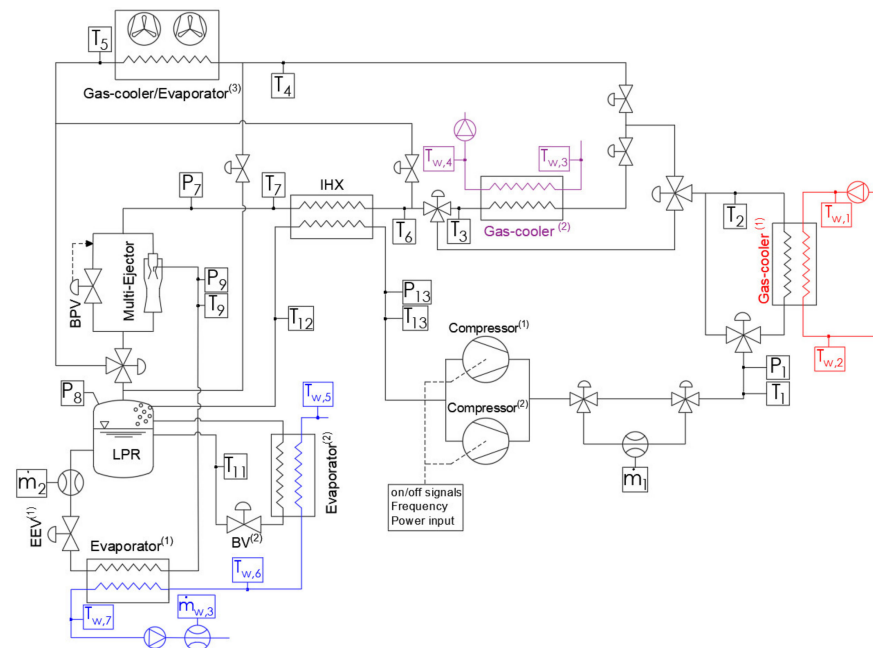 T5
Gas-cooler/Evaporator(3)
T4
Tw,4
Tw,3
P7
T7
IHX
T6
T3
Gas-cooler (2)
T2
Tw,1
Gas-cooler (1)
Tw,2
BPV
Multi-Ejector
P9
T9
T12
P13
T13
Compressor(1)
Compressor(2)
P1
T1
P8
LPR
Tw,5
Evaporator(2)
T11
ṁ2
ṁ1
on/off signals
Frequency
Power input
EEV(1)
BV(2)
Evaporator(1)
Tw,6
Tw,7
ṁw,3